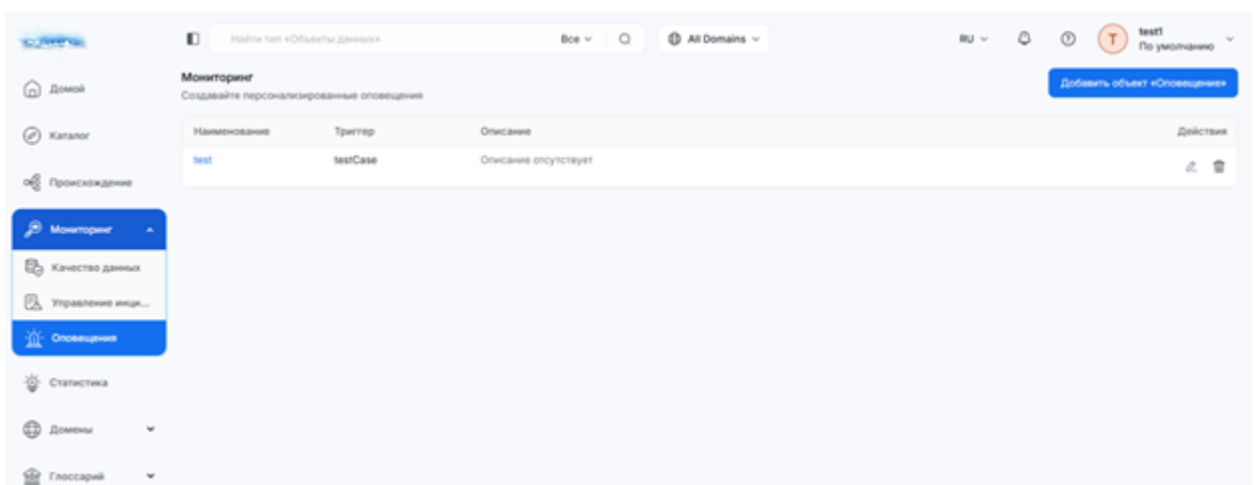 Найти тип «Объекты данных»
Все
All Domains
RU
T
test1
По умолчанию
Домой
Каталог
Происхождение
Мониторинг
Качество данных
Управление инци...
Оповещения
Статистика
Домены
Глоссарий
Мониторинг
Создавайте персонализированные оповещения
Добавить объект «Оповещение»
Наименование Триггер Описание Действия
test testCase Описание отсутствует